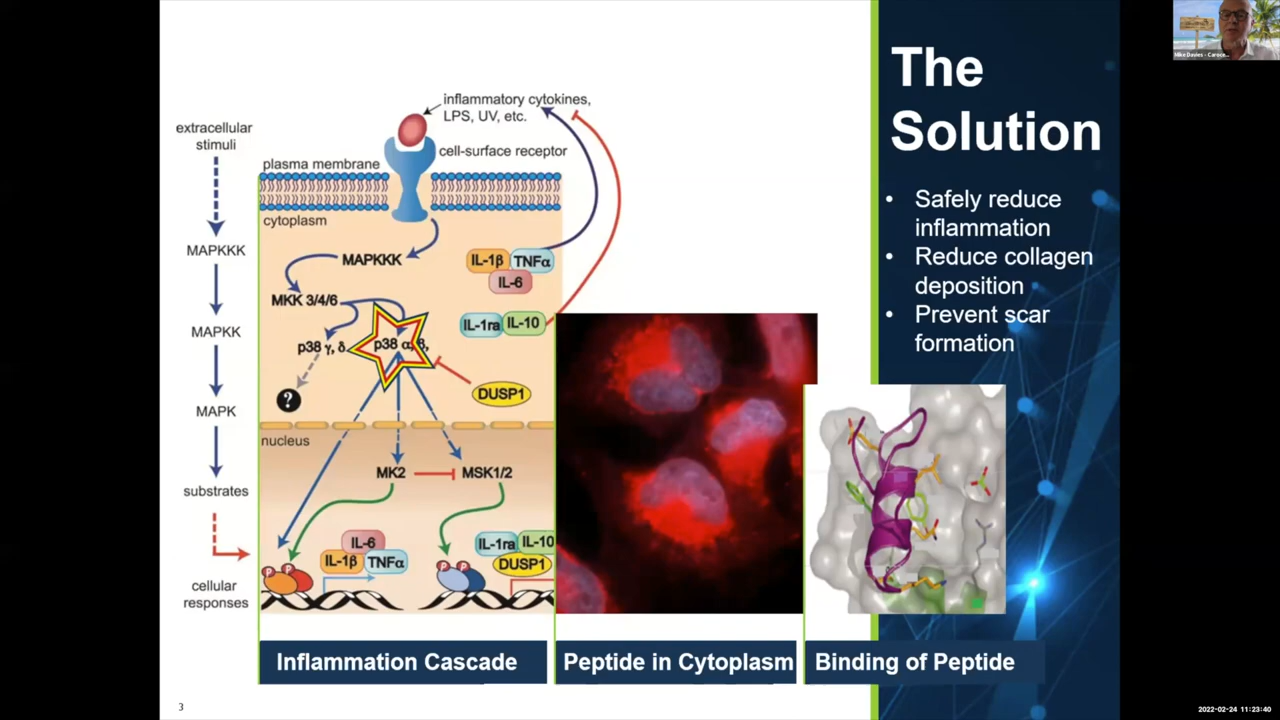 The
Solution
• Safely reduce
inflammation
• Reduce collagen
deposition
• Prevent scar
formation
extracellular
stimuli
MAPKKK
MAPKK
MAPK
substrates
cellular
responses
inflammatory cytokines,
LPS, UV, etc.
cell-surface receptor
plasma membrane
cytoplasm
MAPKKK
IL-1β TNFα
IL-6
MKK 3/4/6
IL-1ra IL-10
p38 γ, δ
p38 α, β,
?
DUSP1
nucleus
MK2
MSK1/2
IL-6
IL-1β TNFα
IL-1ra IL-10
DUSP1
P P
P P
Inflammation Cascade
Peptide in Cytoplasm
Binding of Peptide
3
Mike Davies - Caroce...
2022-02-24 11:23:40